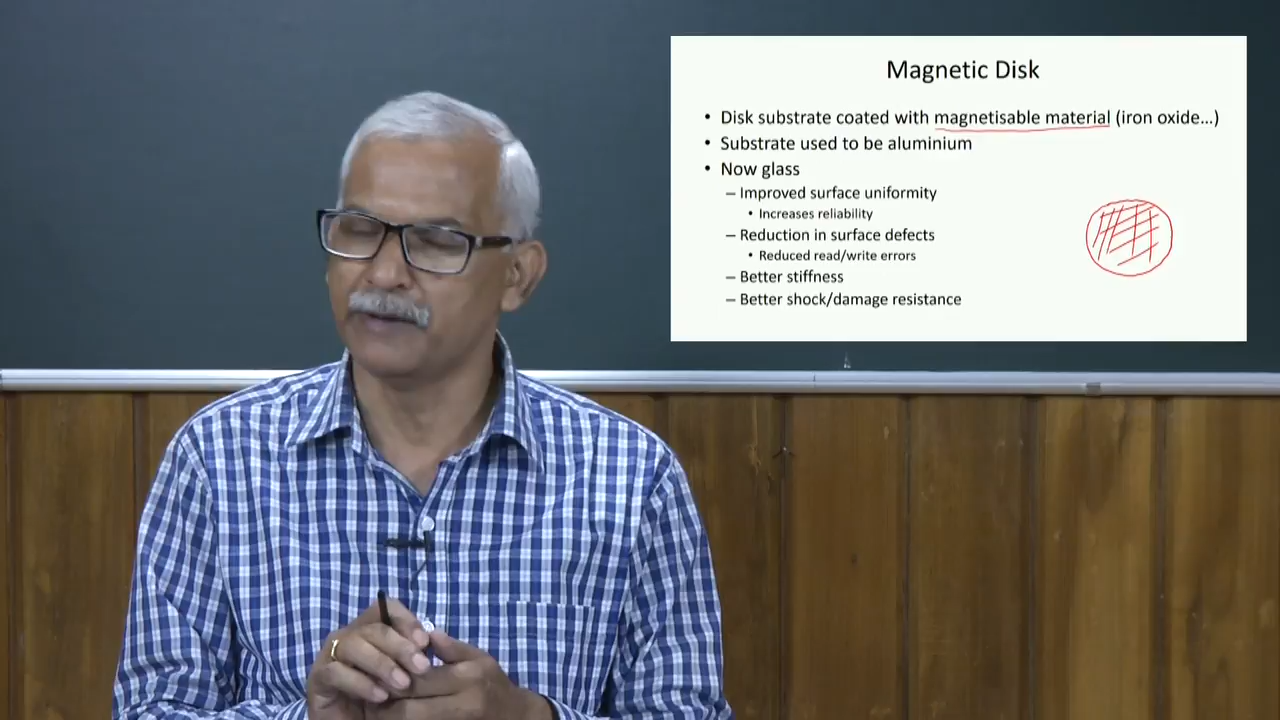 Magnetic Disk
• Disk substrate coated with magnetisable material (iron oxide...)
• Substrate used to be aluminium
• Now glass
– Improved surface uniformity
• Increases reliability
– Reduction in surface defects
• Reduced read/write errors
– Better stiffness
– Better shock/damage resistance